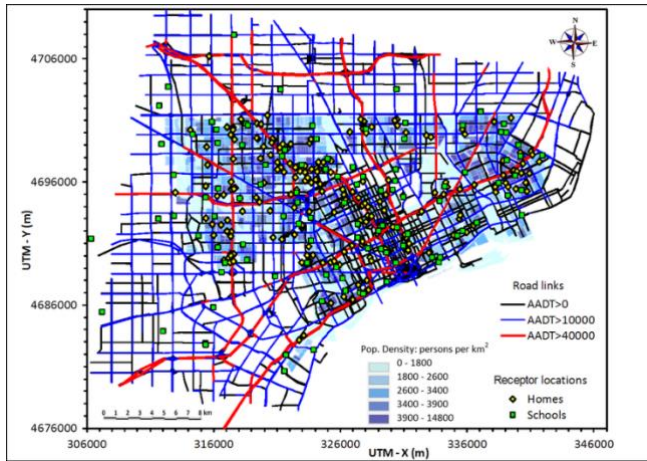 N
W E
S
4706000
4696000
4686000
4676000
UTM - Y (m)
Road links
AADT>0
AADT>10000
AADT>40000
Pop. Density: persons per km2
0 - 1800
1800 - 2600
2600 - 3400
3400 - 3900
3900 - 14800
Receptor locations
Homes
Schools
0 1 2 3 4 5 6 7 8 km
306000 316000 326000 336000 346000
UTM - X (m)